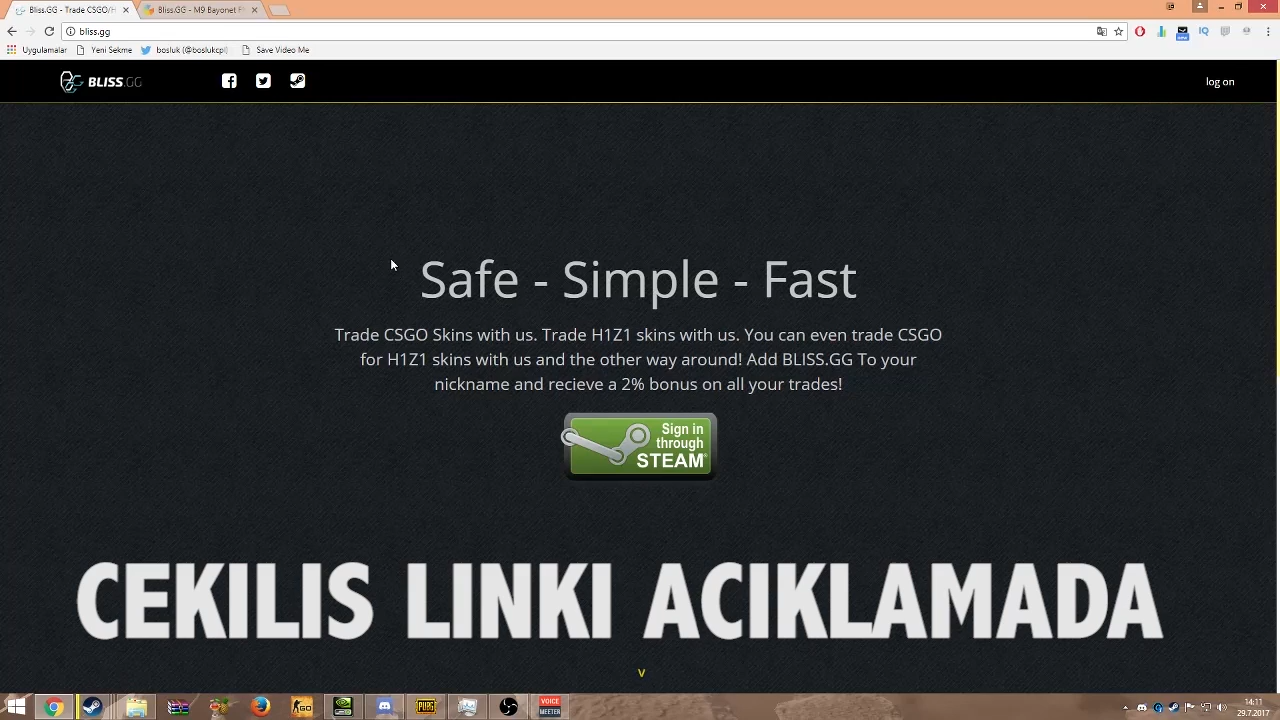 Bliss.GG - Trade CSGO/H
Bliss.GG - M9 Bayonet F
bliss.gg
Uygulamalar
Yeni Sekme
bosluk (@boslukcpl)
Save Video Me
BLISS.GG
log on
Safe - Simple - Fast
Trade CSGO Skins with us. Trade H1Z1 skins with us. You can even trade CSGO
for H1Z1 skins with us and the other way around! Add BLISS.GG To your
nickname and recieve a 2% bonus on all your trades!
Sign in
through
STEAM
CEKILIS LINKI ACIKLAMADA
v
GO
PUBG
VOICE
MEETER
14:11
29.7.2017